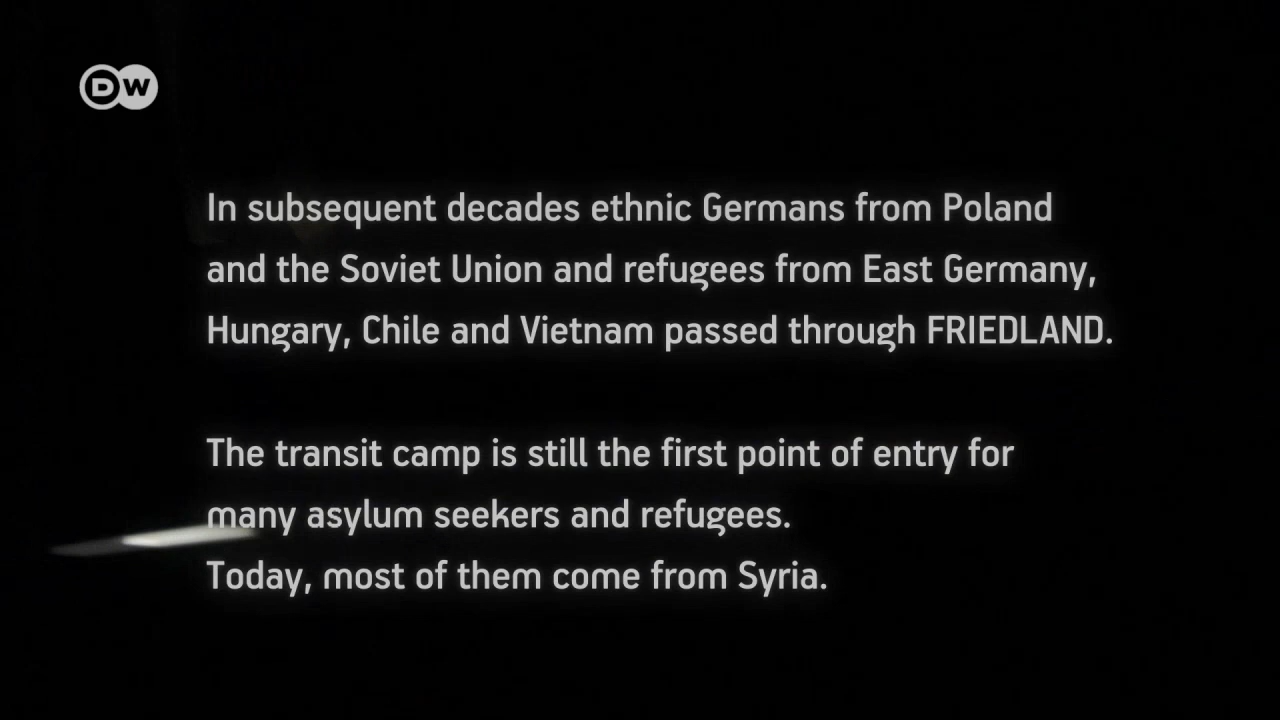 DW
In subsequent decades ethnic Germans from Poland
and the Soviet Union and refugees from East Germany,
Hungary, Chile and Vietnam passed through FRIEDLAND.
The transit camp is still the first point of entry for
many asylum seekers and refugees.
Today, most of them come from Syria.